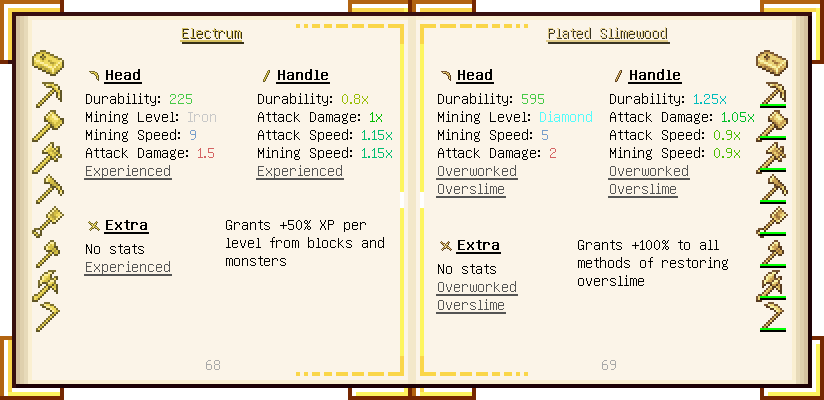 Electrum
Head
Durability: 225
Mining Level: Iron
Mining Speed: 9
Attack Damage: 1.5
Experienced
Handle
Durability: 0.8x
Attack Damage: 1x
Attack Speed: 1.15x
Mining Speed: 1.15x
Experienced
Extra
No stats
Experienced
Grants +50% XP per
level from blocks and
monsters
68
Plated Slimewood
Head
Durability: 595
Mining Level: Diamond
Mining Speed: 5
Attack Damage: 2
Overworked
Overslime
Handle
Durability: 1.25x
Attack Damage: 1.05x
Attack Speed: 0.9x
Mining Speed: 0.9x
Overworked
Overslime
Extra
No stats
Overworked
Overslime
Grants +100% to all
methods of restoring
overslime
69